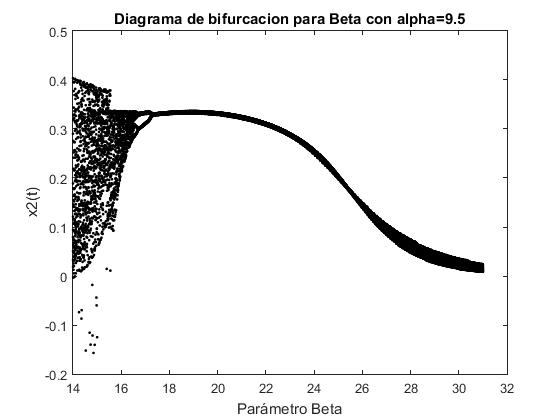 Diagrama de bifurcacion para Beta con alpha=9.5
0.5
0.4
0.3
0.2
0.1
0
-0.1
-0.2
x2(t)
14 16 18 20 22 24 26 28 30 32
Parámetro Beta